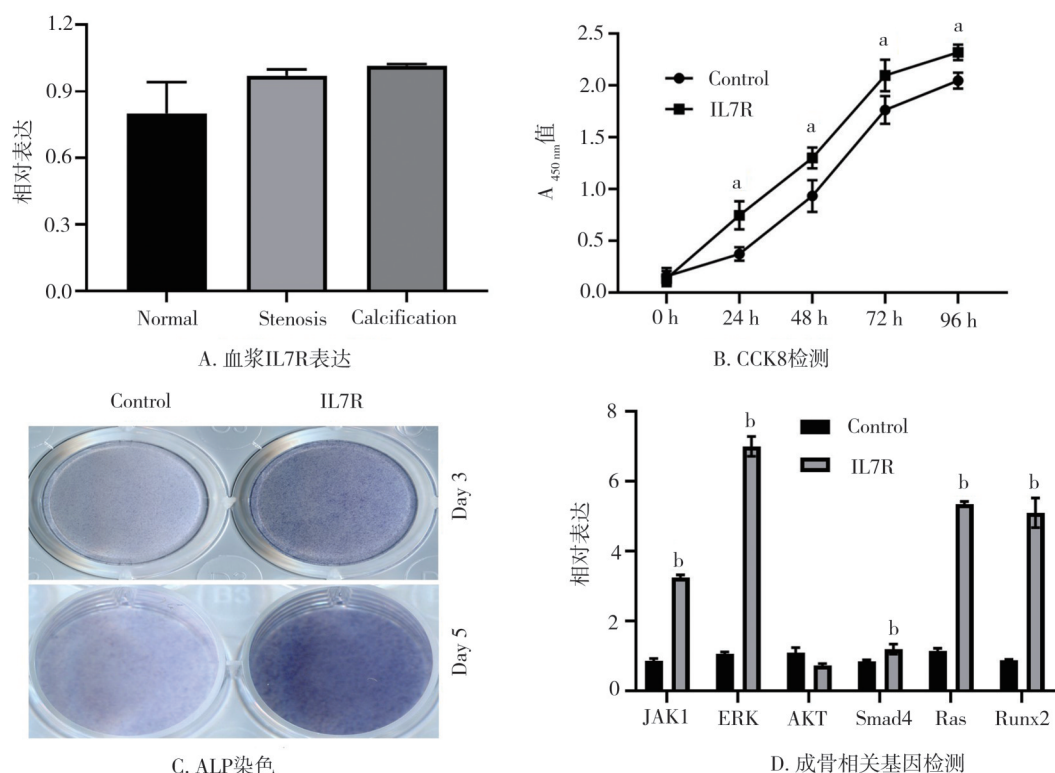 1.2
0.9
0.6
0.3
0.0
相对表达
Normal
Stenosis
Calcification
A. 血浆IL7R表达
2.5
2.0
1.5
1.0
0.5
0.0
A 450 nm值
Control
IL7R
a
a
a
a
0 h
24 h
48 h
72 h
96 h
B. CCK8检测
Control
IL7R
Day 3
Day 5
C. ALP染色
8
6
4
2
0
相对表达
Control
IL7R
b
b
b
b
b
JAK1
ERK
AKT
Smad4
Ras
Runx2
D. 成骨相关基因检测